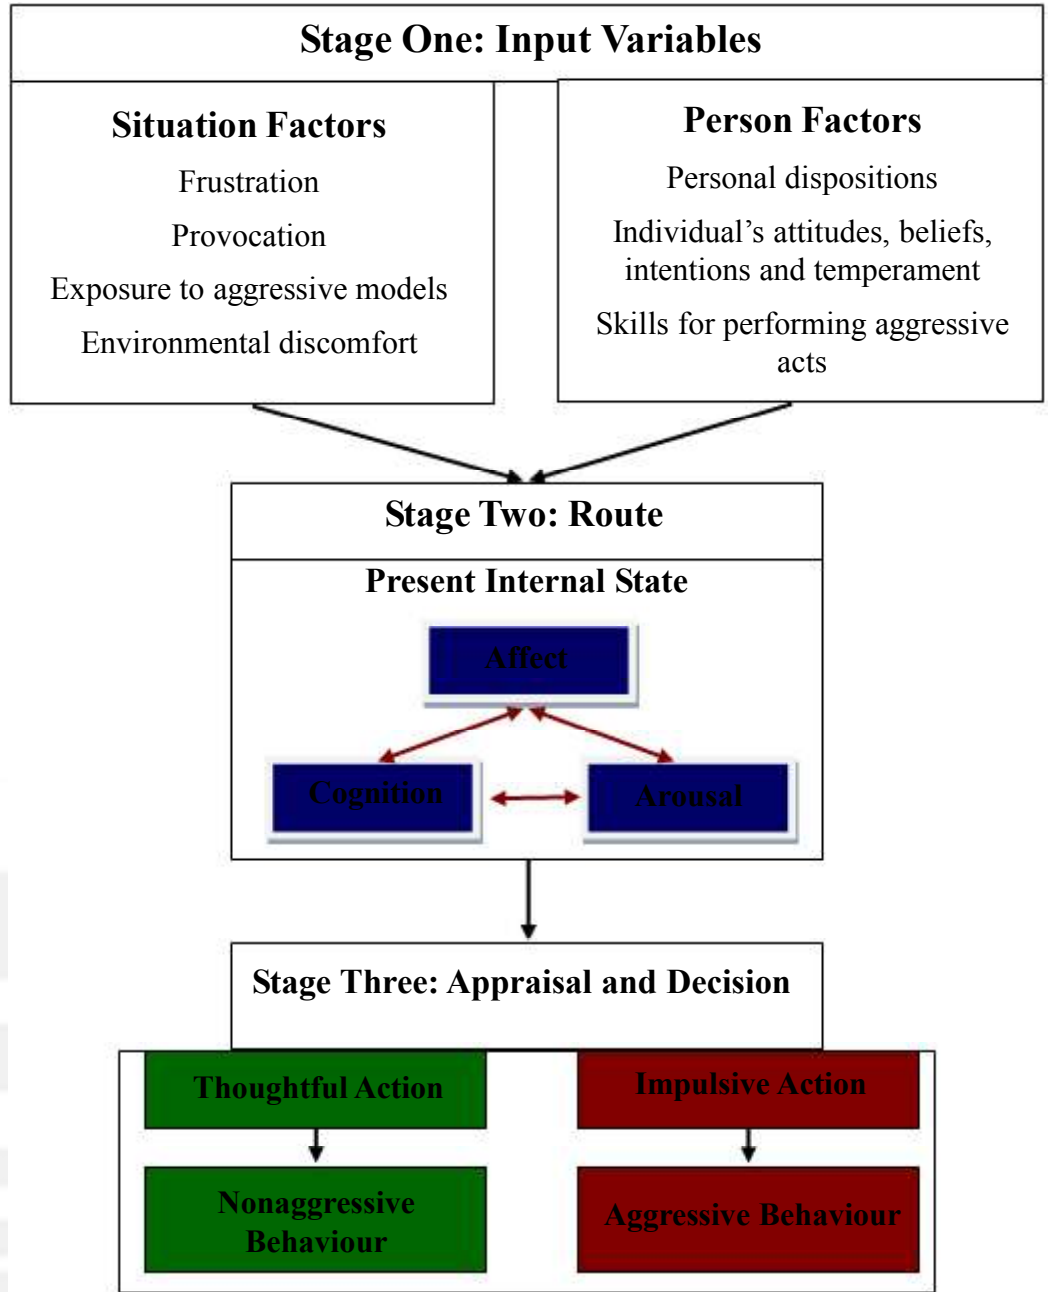 Stage One: Input Variables
Situation Factors
Frustration
Provocation
Exposure to aggressive models
Environmental discomfort
Person Factors
Personal dispositions
Individual’s attitudes, beliefs,
intentions and temperament
Skills for performing aggressive
acts
Stage Two: Route
Present Internal State
Affect
Cognition
Arousal
Stage Three: Appraisal and Decision
Thoughtful Action
Impulsive Action
Nonaggressive
Behaviour
Aggressive Behaviour